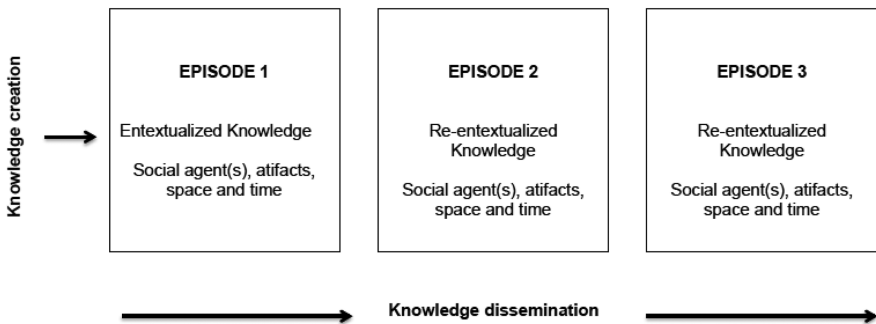 Knowledge creation
EPISODE 1
Entextualized Knowledge
Social agent(s), atifacts,
space and time
EPISODE 2
Re-entextualized
Knowledge
Social agent(s), atifacts,
space and time
EPISODE 3
Re-entextualized
Knowledge
Social agent(s), atifacts,
space and time
Knowledge dissemination